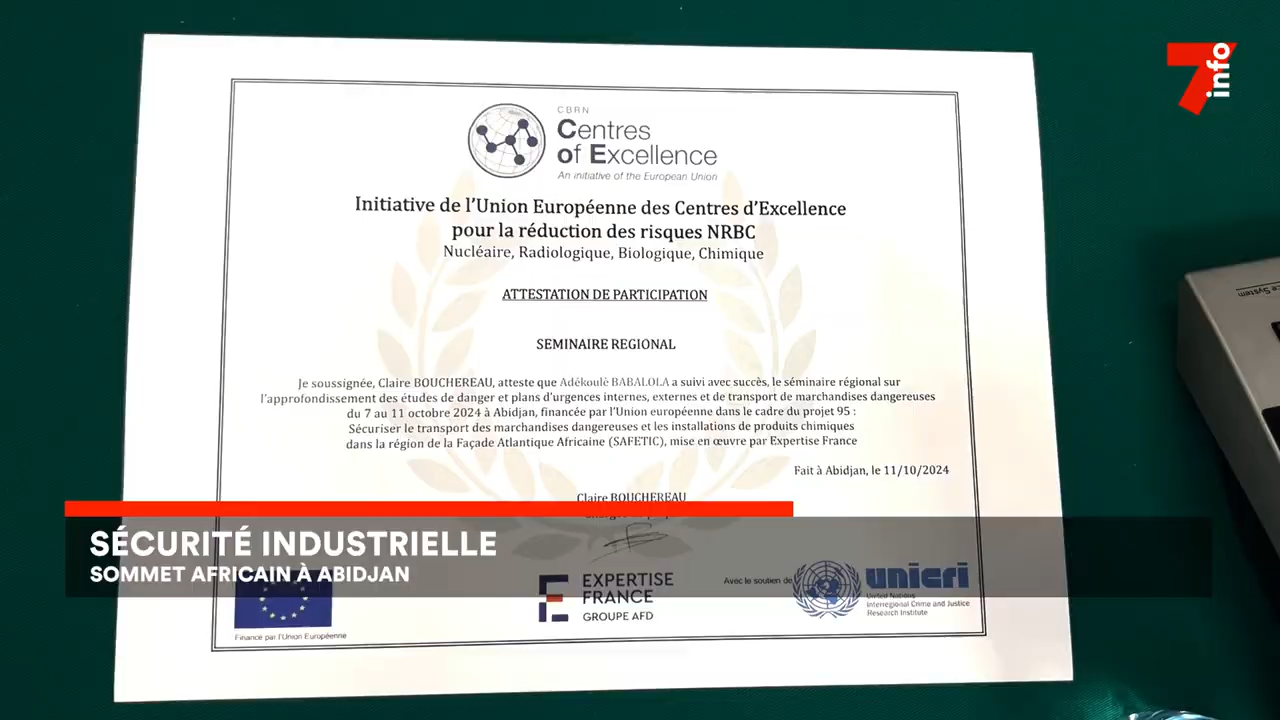 7 info
CBRN
Centres
of Excellence
An initiative of the European Union
Initiative de l'Union Européenne des Centres d'Excellence
pour la réduction des risques NRBC
Nucléaire, Radiologique, Biologique, Chimique
ATTESTATION DE PARTICIPATION
SEMINAIRE REGIONAL
Je soussignée, Claire BOUCHEREAU, atteste que Adékoulè BABALOLA a suivi avec succès, le séminaire régional sur
l'approfondissement des études de danger et plans d'urgences internes, externes et de transport de marchandises dangereuses
du 7 au 11 octobre 2024 à Abidjan, financée par l'Union européenne dans le cadre du projet 95 :
Sécuriser le transport des marchandises dangereuses et les installations de produits chimiques
dans la région de la Façade Atlantique Africaine (SAFETIC), mise en œuvre par Expertise France
Fait à Abidjan, le 11/10/2024
Claire BOUCHEREAU
SÉCURITÉ INDUSTRIELLE
SOMMET AFRICAIN À ABIDJAN
Financé par l'Union Européenne
EXPERTISE
FRANCE
GROUPE AFD
Avec le soutien de
unicri
United Nations
Interregional Crime and Justice
Research Institute
System